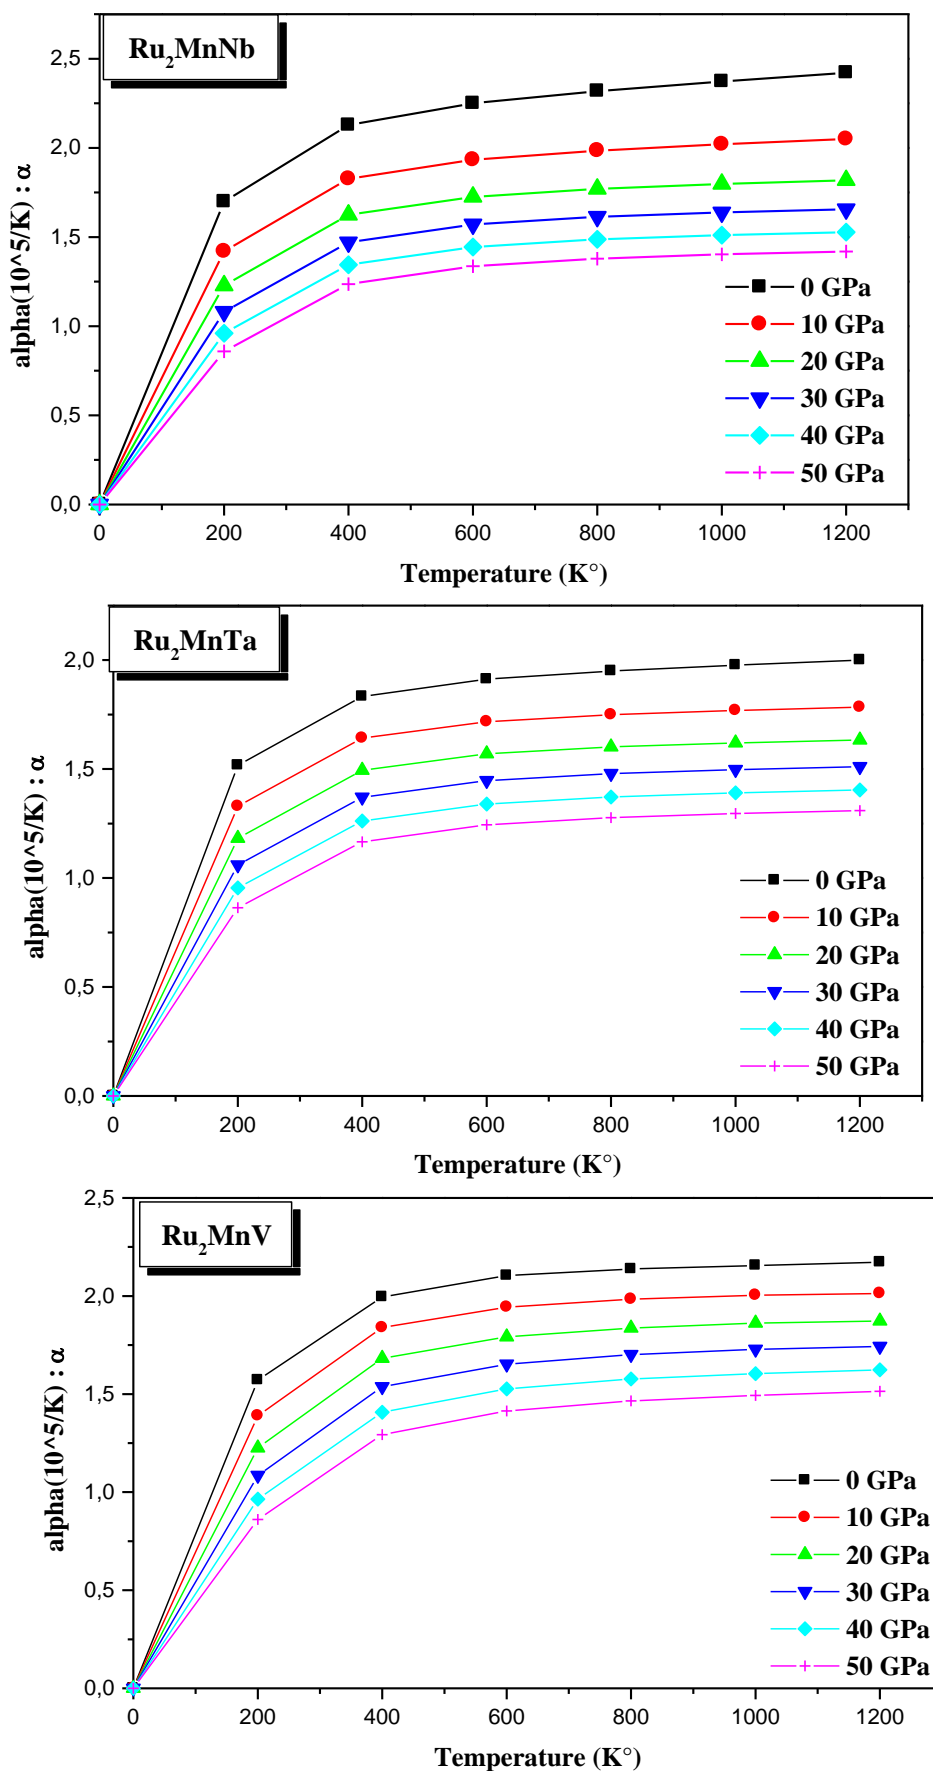 Ru₂MnNb
2,5
2,0
1,5
1,0
0,5
0,0
alpha(10^5/K) : α
0 GPa
10 GPa
20 GPa
30 GPa
40 GPa
50 GPa
0 200 400 600 800 1000 1200
Temperature (K°)
Ru₂MnTa
2,0
1,5
1,0
0,5
0,0
alpha(10^5/K) : α
0 GPa
10 GPa
20 GPa
30 GPa
40 GPa
50 GPa
0 200 400 600 800 1000 1200
Temperature (K°)
Ru₂MnV
2,5
2,0
1,5
1,0
0,5
0,0
alpha(10^5/K) : α
0 GPa
10 GPa
20 GPa
30 GPa
40 GPa
50 GPa
0 200 400 600 800 1000 1200
Temperature (K°)